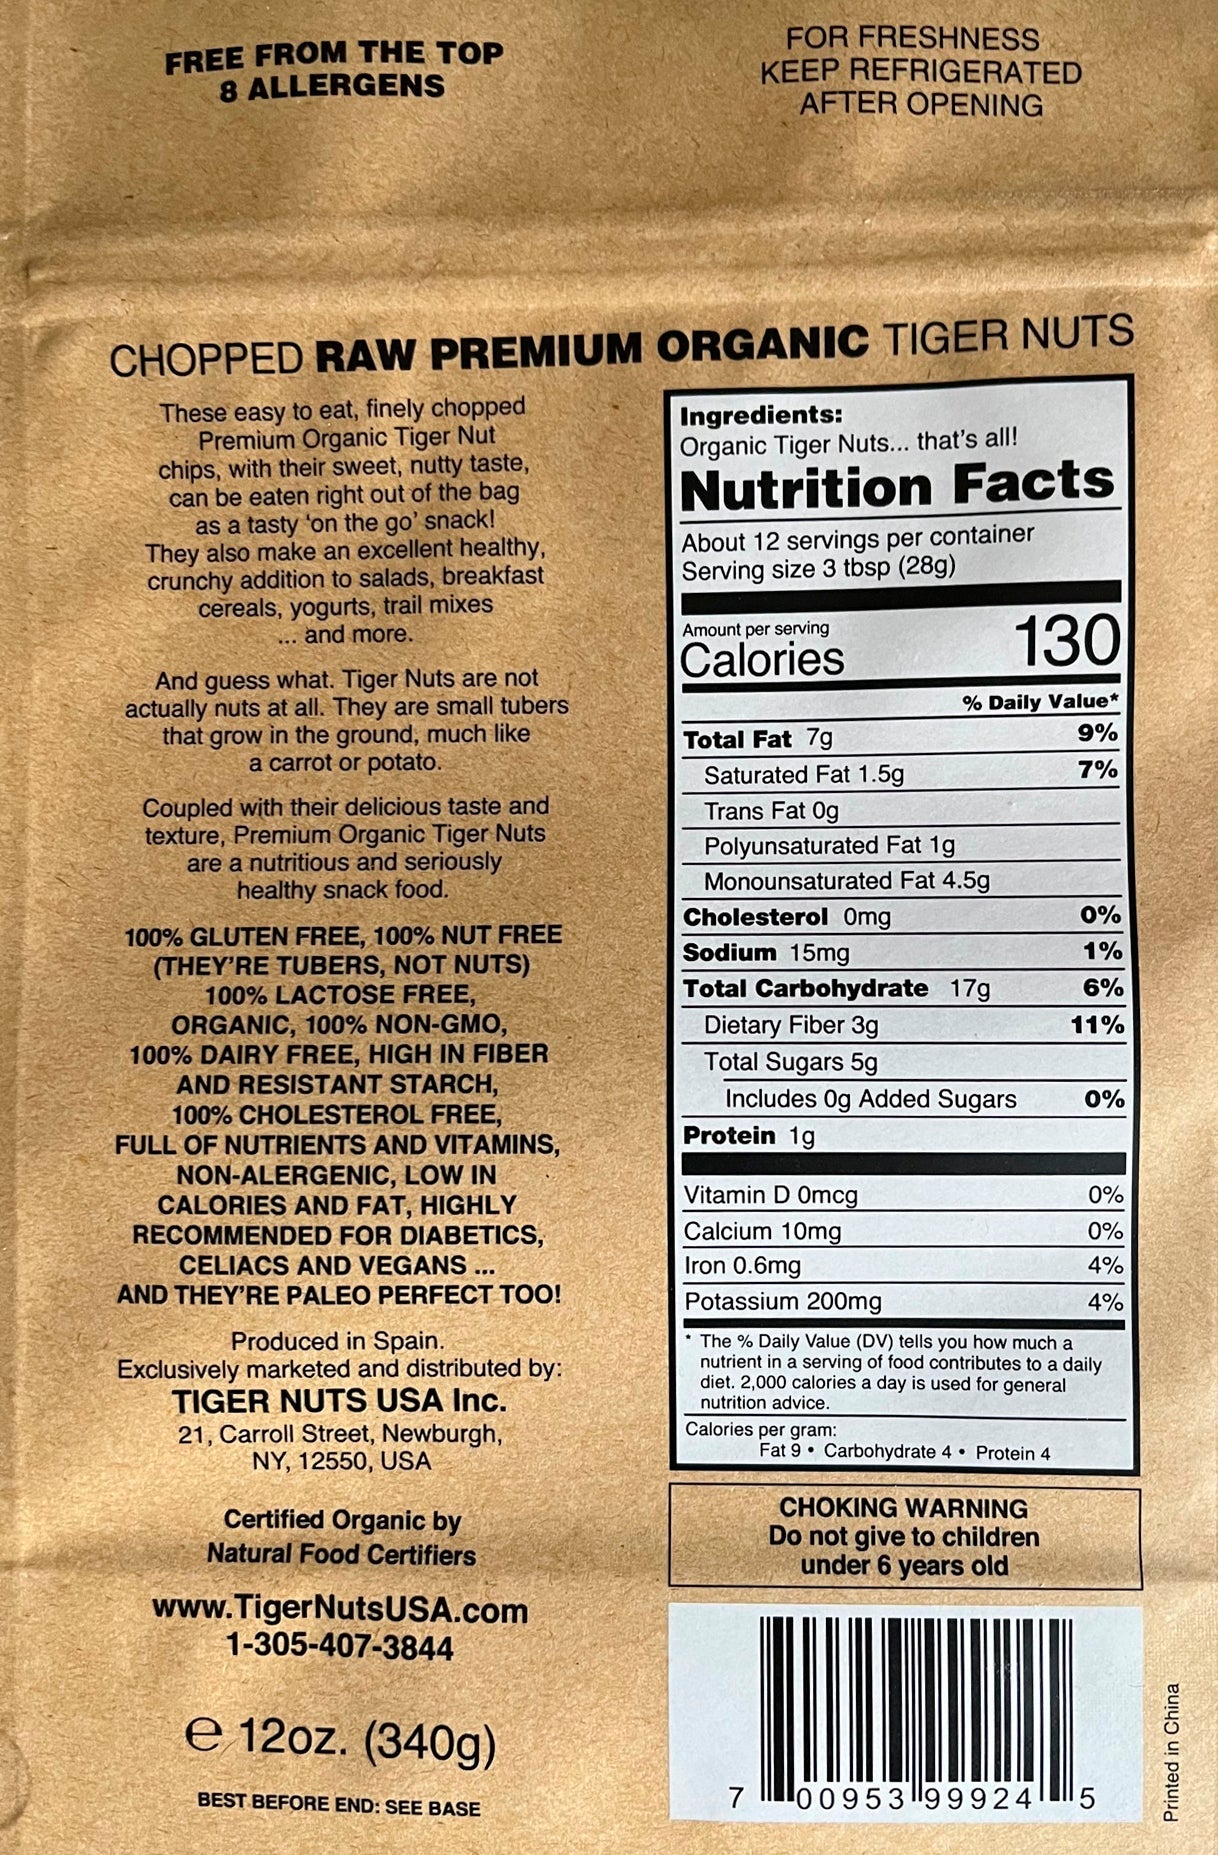 FREE FROM THE TOP
8 ALLERGENS
FOR FRESHNESS
KEEP REFRIGERATED
AFTER OPENING
CHOPPED RAW PREMIUM ORGANIC TIGER NUTS
These easy to eat, finely chopped
Premium Organic Tiger Nut
chips, with their sweet, nutty taste,
can be eaten right out of the bag
as a tasty 'on the go' snack!
They also make an excellent healthy,
crunchy addition to salads, breakfast
cereals, yogurts, trail mixes
... and more.
And guess what. Tiger Nuts are not
actually nuts at all. They are small tubers
that grow in the ground, much like
a carrot or potato.
Coupled with their delicious taste and
texture, Premium Organic Tiger Nuts
are a nutritious and seriously
healthy snack food.
100% GLUTEN FREE, 100% NUT FREE
(THEY'RE TUBERS, NOT NUTS)
100% LACTOSE FREE,
ORGANIC, 100% NON-GMO,
100% DAIRY FREE, HIGH IN FIBER
AND RESISTANT STARCH,
100% CHOLESTEROL FREE,
FULL OF NUTRIENTS AND VITAMINS,
NON-ALERGENIC, LOW IN
CALORIES AND FAT, HIGHLY
RECOMMENDED FOR DIABETICS,
CELIACS AND VEGANS ...
AND THEY'RE PALEO PERFECT TOO!
Produced in Spain.
Exclusively marketed and distributed by:
TIGER NUTS USA Inc.
21, Carroll Street, Newburgh,
NY, 12550, USA
Certified Organic by
Natural Food Certifiers
www.TigerNutsUSA.com
1-305-407-3844
e 12oz. (340g)
BEST BEFORE END: SEE BASE
Ingredients:
Organic Tiger Nuts... that's all!
Nutrition Facts
About 12 servings per container
Serving size 3 tbsp (28g)
Amount per serving
Calories 130
% Daily Value*
Total Fat 7g 9%
Saturated Fat 1.5g 7%
Trans Fat 0g
Polyunsaturated Fat 1g
Monounsaturated Fat 4.5g
Cholesterol 0mg 0%
Sodium 15mg 1%
Total Carbohydrate 17g 6%
Dietary Fiber 3g 11%
Total Sugars 5g
Includes 0g Added Sugars 0%
Protein 1g
Vitamin D 0mcg 0%
Calcium 10mg 0%
Iron 0.6mg 4%
Potassium 200mg 4%
* The % Daily Value (DV) tells you how much a
nutrient in a serving of food contributes to a daily
diet. 2,000 calories a day is used for general
nutrition advice.
Calories per gram:
Fat 9 • Carbohydrate 4 • Protein 4
CHOKING WARNING
Do not give to children
under 6 years old
7 00953 99924 5
Printed in China